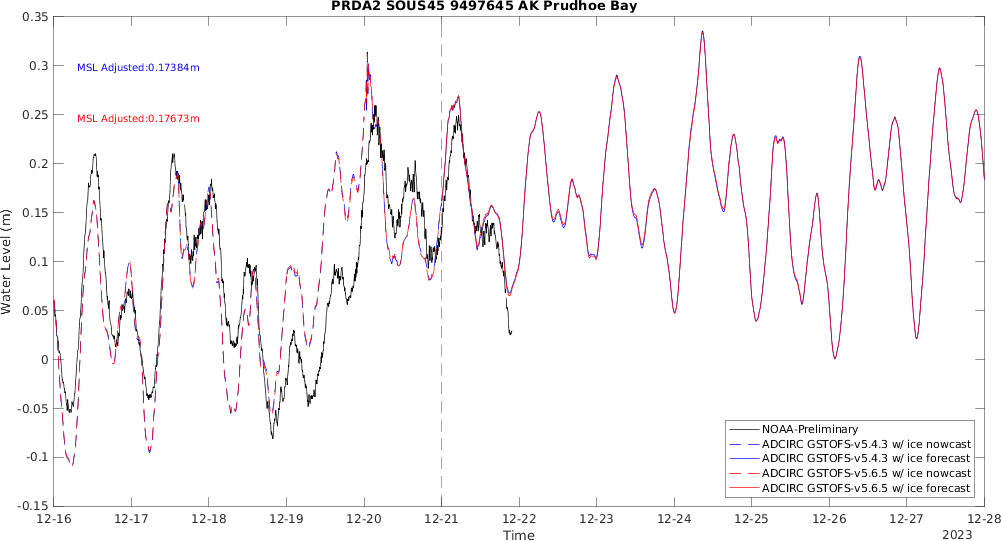 PRDA2 SOUS45 9497645 AK Prudhoe Bay
0.35
0.3
0.25
0.2
0.15
0.1
0.05
0
-0.05
-0.1
-0.15
Water Level (m)
MSL Adjusted:0.17384m
MSL Adjusted:0.17673m
NOAA-Preliminary
ADCIRC GSTOFS-v5.4.3 w/ ice nowcast
ADCIRC GSTOFS-v5.4.3 w/ ice forecast
ADCIRC GSTOFS-v5.6.5 w/ ice nowcast
ADCIRC GSTOFS-v5.6.5 w/ ice forecast
12-16 12-17 12-18 12-19 12-20 12-21 12-22 12-23 12-24 12-25 12-26 12-27 12-28
Time
2023